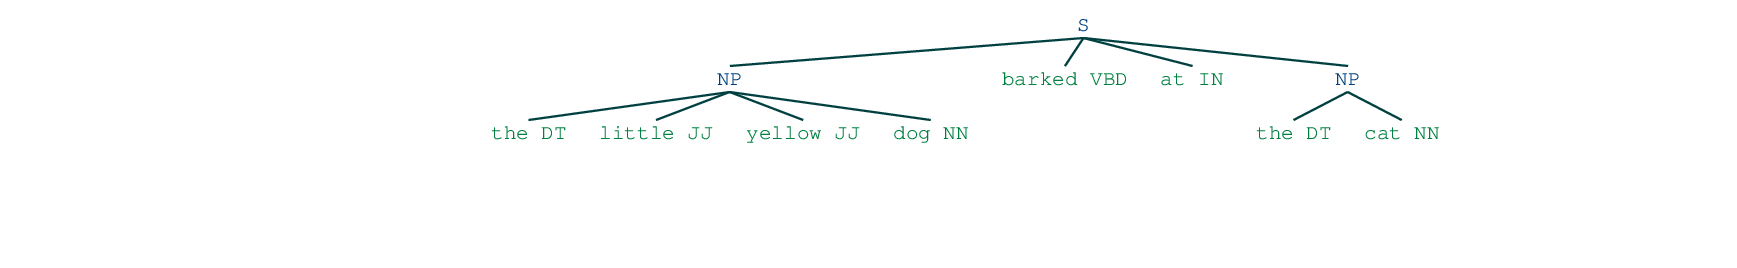 S
NP barked VBD at IN NP
the DT little JJ yellow JJ dog NN the DT cat NN